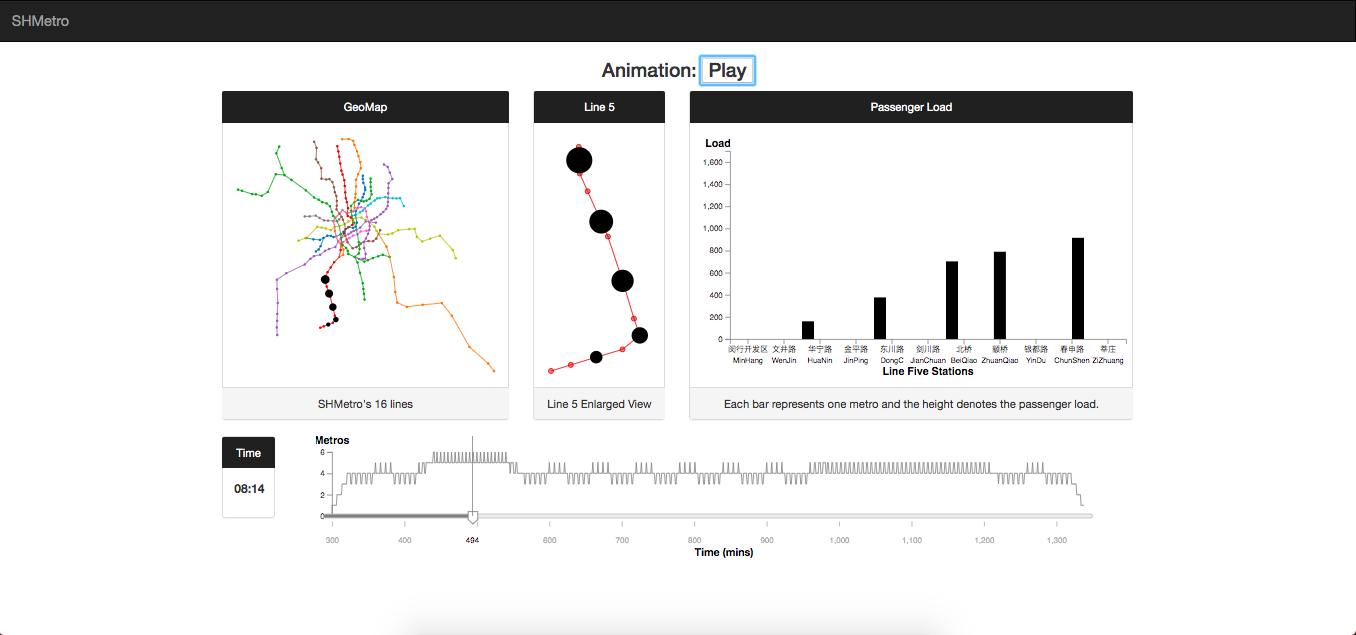 SHMetro
Animation: Play
GeoMap
SHMetro's 16 lines
Line 5
Line 5 Enlarged View
Passenger Load
Load
1,600
1,400
1,200
1,000
800
600
400
200
0
闵行开发区 文井路 华宁路 金平路 东川路 剑川路 北桥 颛桥 银都路 春申路 莘庄
MinHang WenJin HuaNin JinPing DongC JianChuan BeiQiao ZhuanQiao YinDu ChunShen ZiZhuang
Line Five Stations
Each bar represents one metro and the height denotes the passenger load.
Time
08:14
Metros
6
4
2
0
300 400 494 600 700 800 900 1,000 1,100 1,200 1,300
Time (mins)